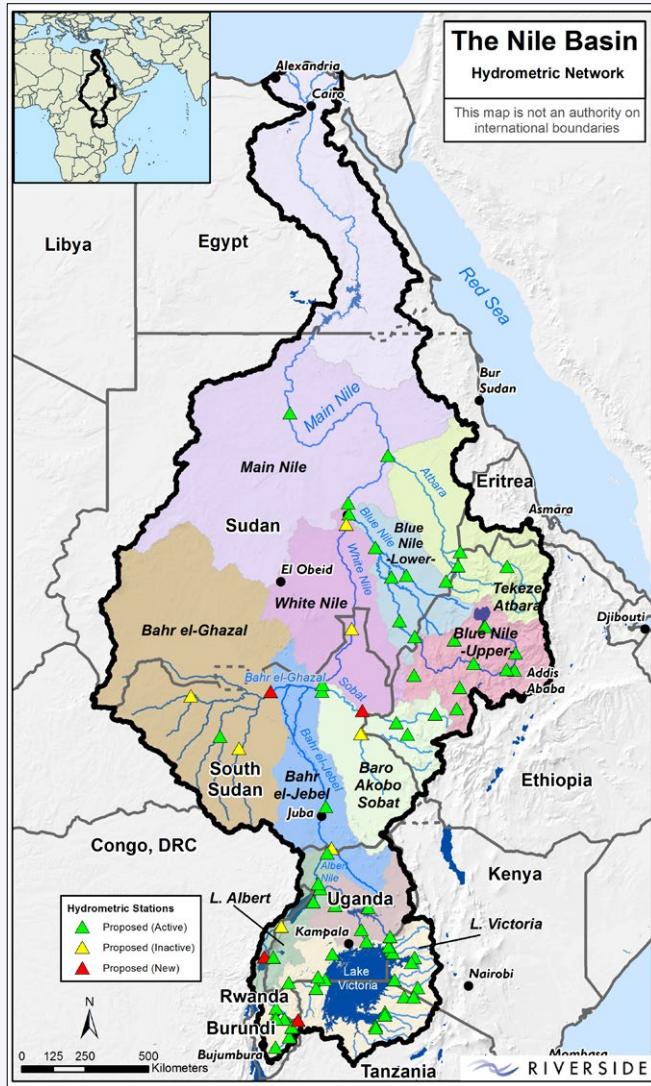 The Nile Basin
Hydrometric Network
This map is not an authority on
international boundaries
Alexandria
Cairo
Libya
Egypt
Red Sea
Bur
Sudan
Main Nile
Main Nile
Atbara
Eritrea
Asmara
Sudan
Blue Nile
Blue
Nile
-Lower-
El Obeid
White Nile
White Nile
Tekeze
Atbara
Djibouti
Bahr el-Ghazal
Blue Nile
-Upper-
Addis
Ababa
Bahr el-Ghazal
Sobat
Bahr el-Jebel
South
Sudan
Bahr
el-Jebel
Baro
Akobo
Sobat
Ethiopia
Juba
Congo, DRC
Albert
Nile
Kenya
L. Albert
Uganda
L. Victoria
Kampala
Lake
Victoria
Nairobi
Rwanda
Burundi
Bujumbura
Tanzania
Mombasa
Hydrometric Stations
Proposed (Active)
Proposed (Inactive)
Proposed (New)
N
0 125 250 500
Kilometers
RIVERSIDE